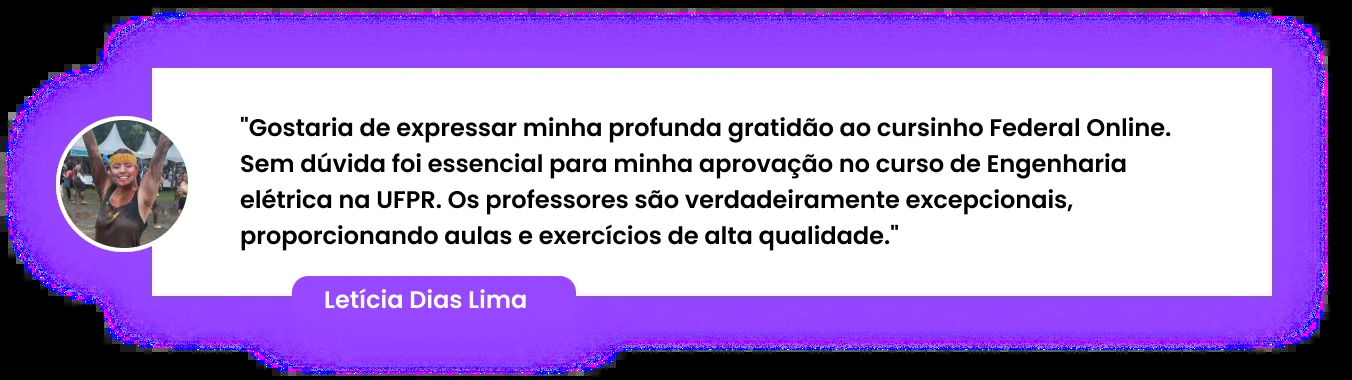 "Gostaria de expressar minha profunda gratidão ao cursinho Federal Online.
Sem dúvida foi essencial para minha aprovação no curso de Engenharia
elétrica na UFPR. Os professores são verdadeiramente excepcionais,
proporcionando aulas e exercícios de alta qualidade."
Letícia Dias Lima